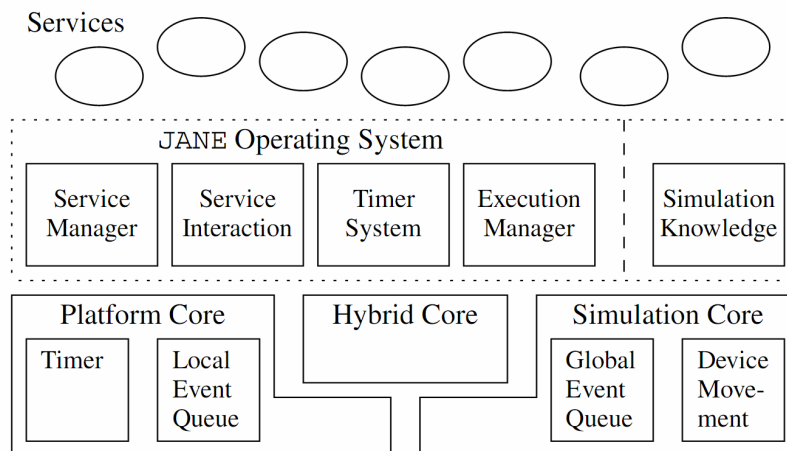 Services
JANE Operating System
Service
Manager
Service
Interaction
Timer
System
Execution
Manager
Simulation
Knowledge
Platform Core
Hybrid Core
Simulation Core
Timer
Local
Event
Queue
Global
Event
Queue
Device
Move-
ment